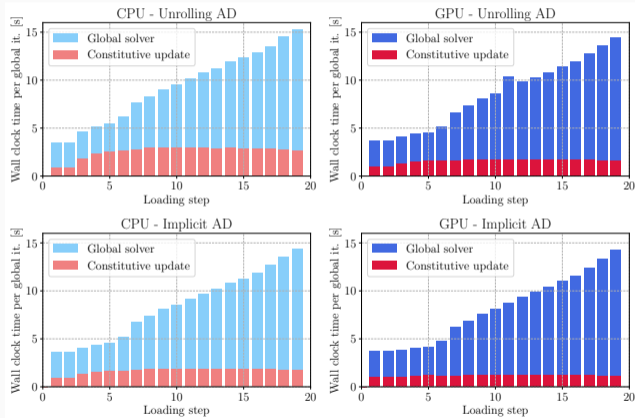 CPU - Unrolling AD
Wall clock time per global it. [s]
15
10
5
0
Global solver
Constitutive update
0 5 10 15 20
Loading step
GPU - Unrolling AD
Wall clock time per global it. [s]
15
10
5
0
Global solver
Constitutive update
0 5 10 15 20
Loading step
CPU - Implicit AD
Wall clock time per global it. [s]
15
10
5
0
Global solver
Constitutive update
0 5 10 15 20
Loading step
GPU - Implicit AD
Wall clock time per global it. [s]
15
10
5
0
Global solver
Constitutive update
0 5 10 15 20
Loading step